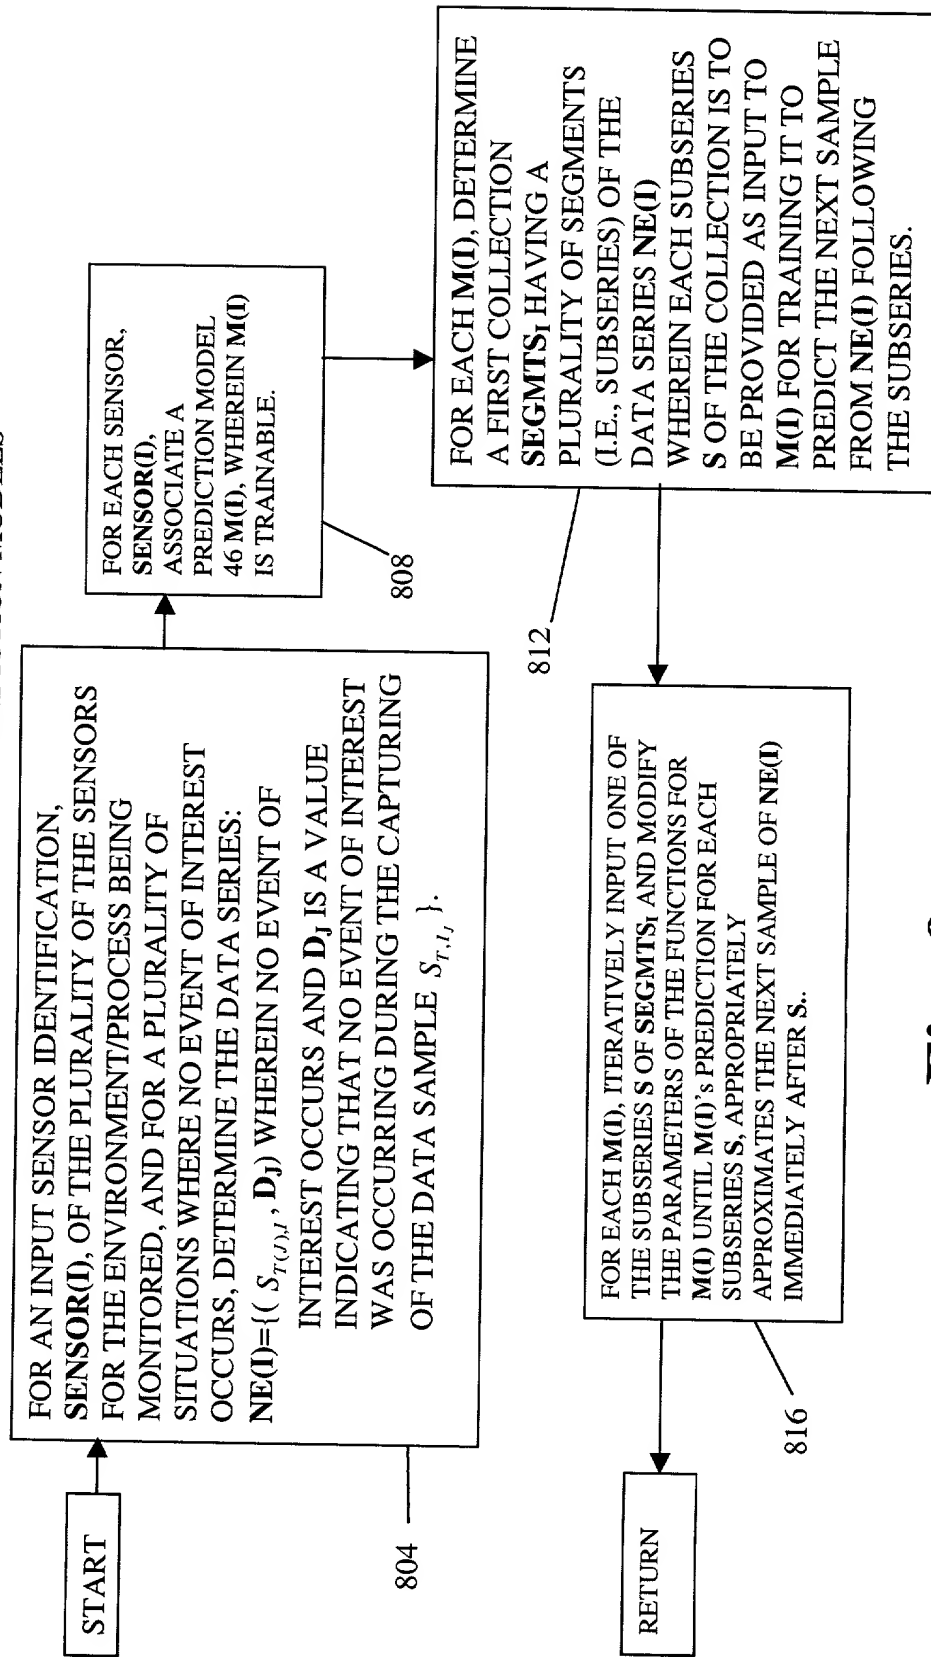 START
FOR AN INPUT SENSOR IDENTIFICATION,
SENSOR(I), OF THE PLURALITY OF THE SENSORS
FOR THE ENVIRONMENT/PROCESS BEING
MONITORED, AND FOR A PLURALITY OF
SITUATIONS WHERE NO EVENT OF INTEREST
OCCURS, DETERMINE THE DATA SERIES:
NE(I)={( S_{T(J),I} , D_J) WHEREIN NO EVENT OF
INTEREST OCCURS AND D_J IS A VALUE
INDICATING THAT NO EVENT OF INTEREST
WAS OCCURRING DURING THE CAPTURING
OF THE DATA SAMPLE S_{T,I_J} }.
804
FOR EACH SENSOR,
SENSOR(I),
ASSOCIATE A
PREDICTION MODEL
46 M(I), WHEREIN M(I)
IS TRAINABLE.
808
FOR EACH M(I), DETERMINE
A FIRST COLLECTION
SEGMTS_I HAVING A
PLURALITY OF SEGMENTS
(I.E., SUBSERIES) OF THE
DATA SERIES NE(I)
WHEREIN EACH SUBSERIES
S OF THE COLLECTION IS TO
BE PROVIDED AS INPUT TO
M(I) FOR TRAINING IT TO
PREDICT THE NEXT SAMPLE
FROM NE(I) FOLLOWING
THE SUBSERIES.
812
FOR EACH M(I), ITERATIVELY INPUT ONE OF
THE SUBSERIES S OF SEGMTS_I AND MODIFY
THE PARAMETERS OF THE FUNCTIONS FOR
M(I) UNTIL M(I)'s PREDICTION FOR EACH
SUBSERIES S, APPROPRIATELY
APPROXIMATES THE NEXT SAMPLE OF NE(I)
IMMEDIATELY AFTER S..
816
RETURN